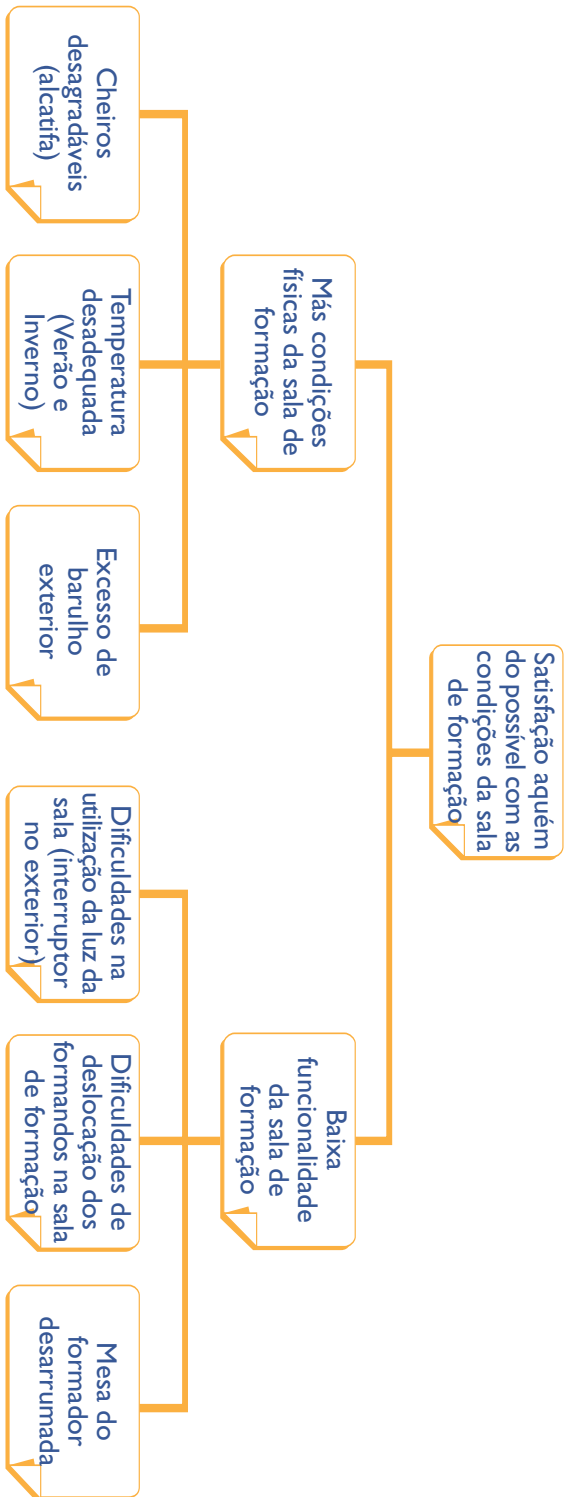 Satisfação aquém
do possível com as
condições da sala
de formação
Más condições
físicas da sala de
formação
Baixa
funcionalidade
da sala de
formação
Cheiros
desagradáveis
(alcatifa)
Temperatura
desadequada
(Verão e
Inverno)
Excesso de
barulho
exterior
Dificuldades na
utilização da luz da
sala (interruptor
no exterior)
Dificuldades de
deslocação dos
formandos na sala
de formação
Mesa do
formador
desarrumada